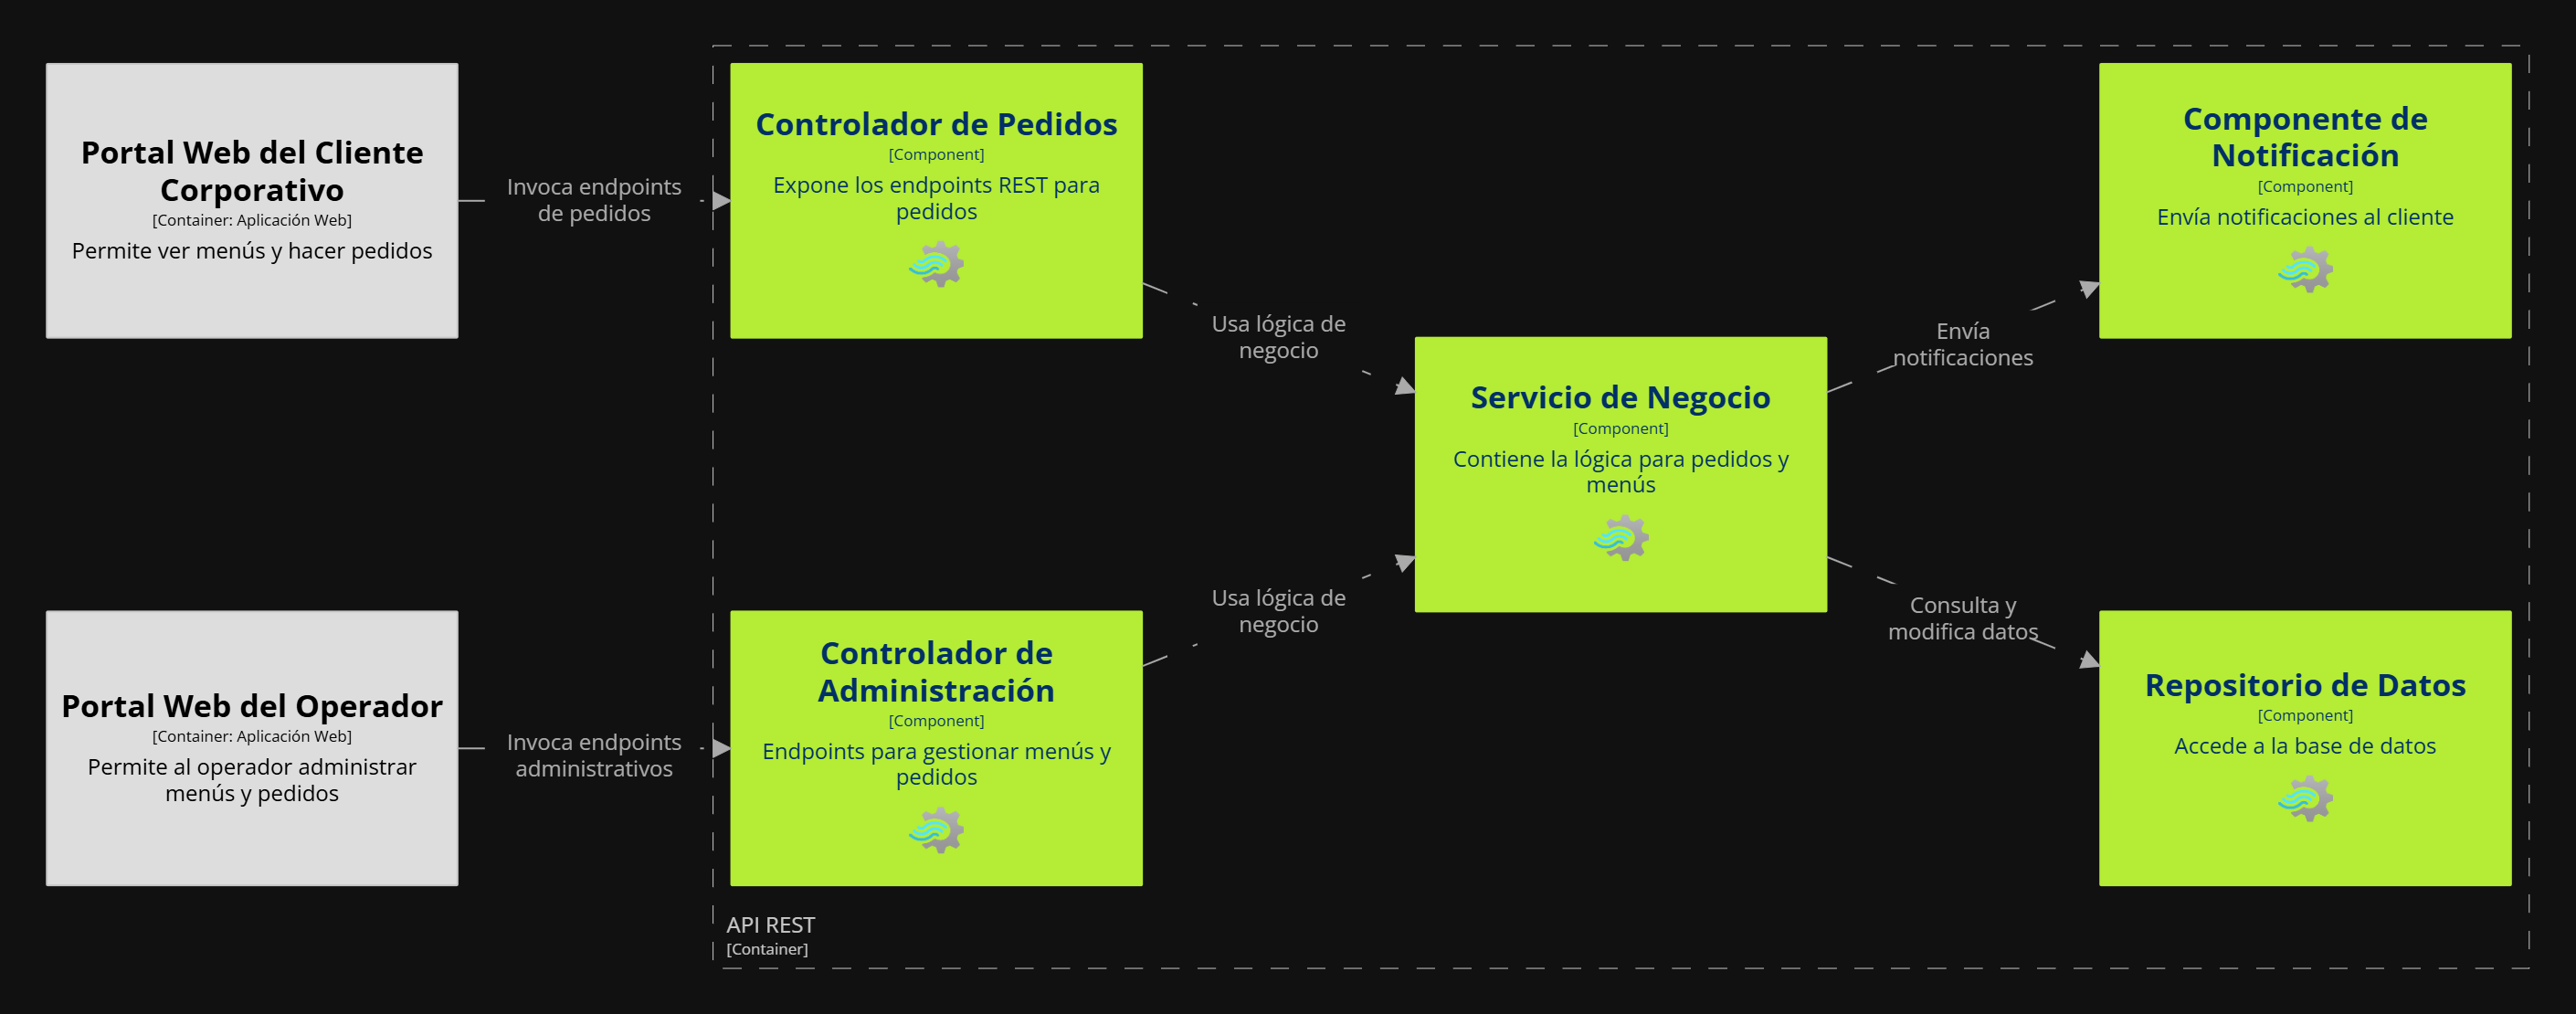 Portal Web del Cliente
Corporativo
[Container: Aplicación Web]
Permite ver menús y hacer pedidos
Invoca endpoints
de pedidos
Controlador de Pedidos
[Component]
Expone los endpoints REST para
pedidos
Usa lógica de
negocio
Servicio de Negocio
[Component]
Contiene la lógica para pedidos y
menús
Envía
notificaciones
Componente de
Notificación
[Component]
Envía notificaciones al cliente
Portal Web del Operador
[Container: Aplicación Web]
Permite al operador administrar
menús y pedidos
Invoca endpoints
administrativos
Controlador de
Administración
[Component]
Endpoints para gestionar menús y
pedidos
Usa lógica de
negocio
Consulta y
modifica datos
Repositorio de Datos
[Component]
Accede a la base de datos
API REST
[Container]